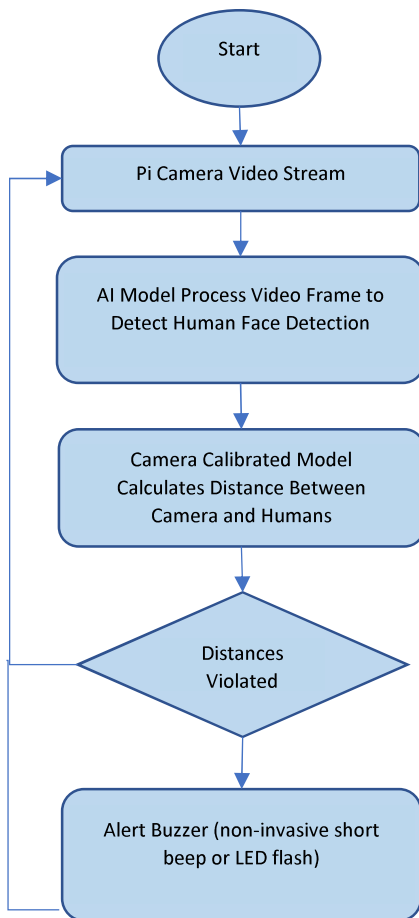 Start
Pi Camera Video Stream
AI Model Process Video Frame to
Detect Human Face Detection
Camera Calibrated Model
Calculates Distance Between
Camera and Humans
Distances
Violated
Alert Buzzer (non-invasive short
beep or LED flash)